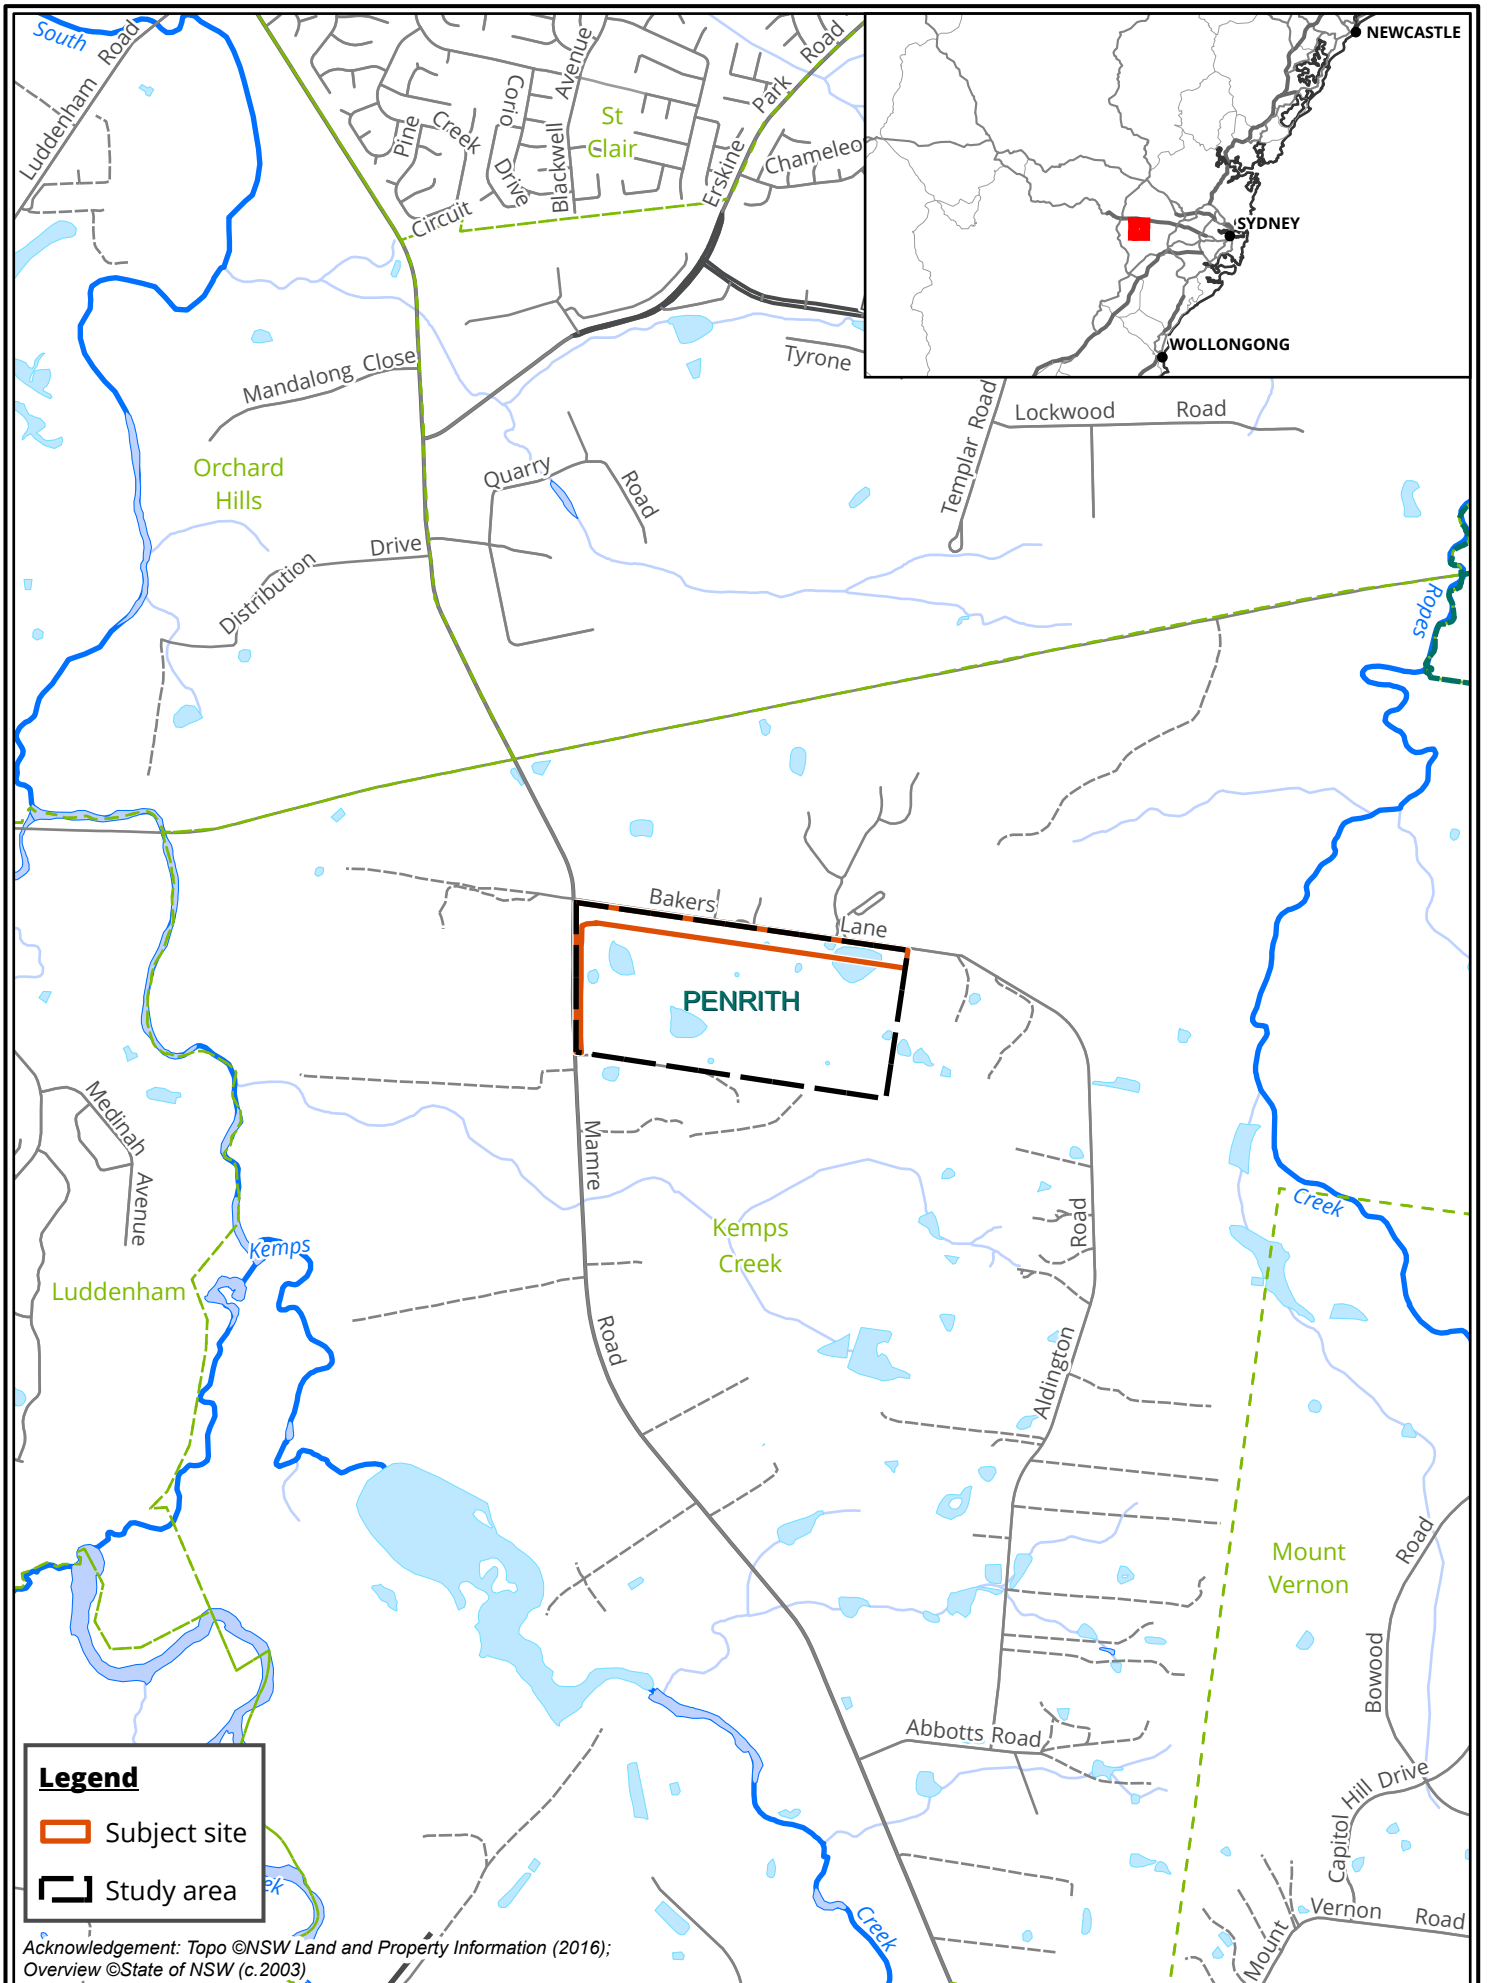 South
Luddenham Road
Pine
Creek
Circuit
Corio
Drive
Blackwell
Avenue
St
Clair
Erskine
Park
Road
Chameleo
NEWCASTLE
SYDNEY
WOLLONGONG
Mandalong Close
Tyrone
Templar Road
Lockwood Road
Orchard
Hills
Quarry
Road
Distribution
Drive
Ropes
Bakers
Lane
PENRITH
Medinah
Avenue
Mamre
Road
Kemps
Creek
Road
Aldington
Creek
Kemps
Luddenham
Mount
Vernon
Road
Bowood
Abbotts Road
Capitol
Hill
Drive
Mount
Vernon
Road
Creek
Legend
Subject site
Study area
ek
Acknowledgement: Topo ©NSW Land and Property Information (2016);
Overview ©State of NSW (c.2003)